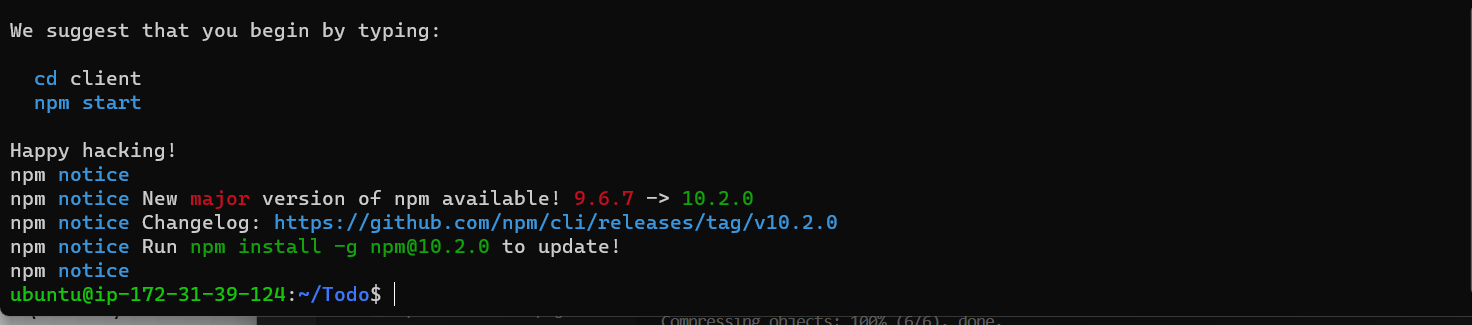 We suggest that you begin by typing:
cd client
npm start
Happy hacking!
npm notice
npm notice New major version of npm available! 9.6.7 -> 10.2.0
npm notice Changelog: https://github.com/npm/cli/releases/tag/v10.2.0
npm notice Run npm install -g npm@10.2.0 to update!
npm notice
ubuntu@ip-172-31-39-124:~/Todo$
Compressing objects: 100% (6/6), done.